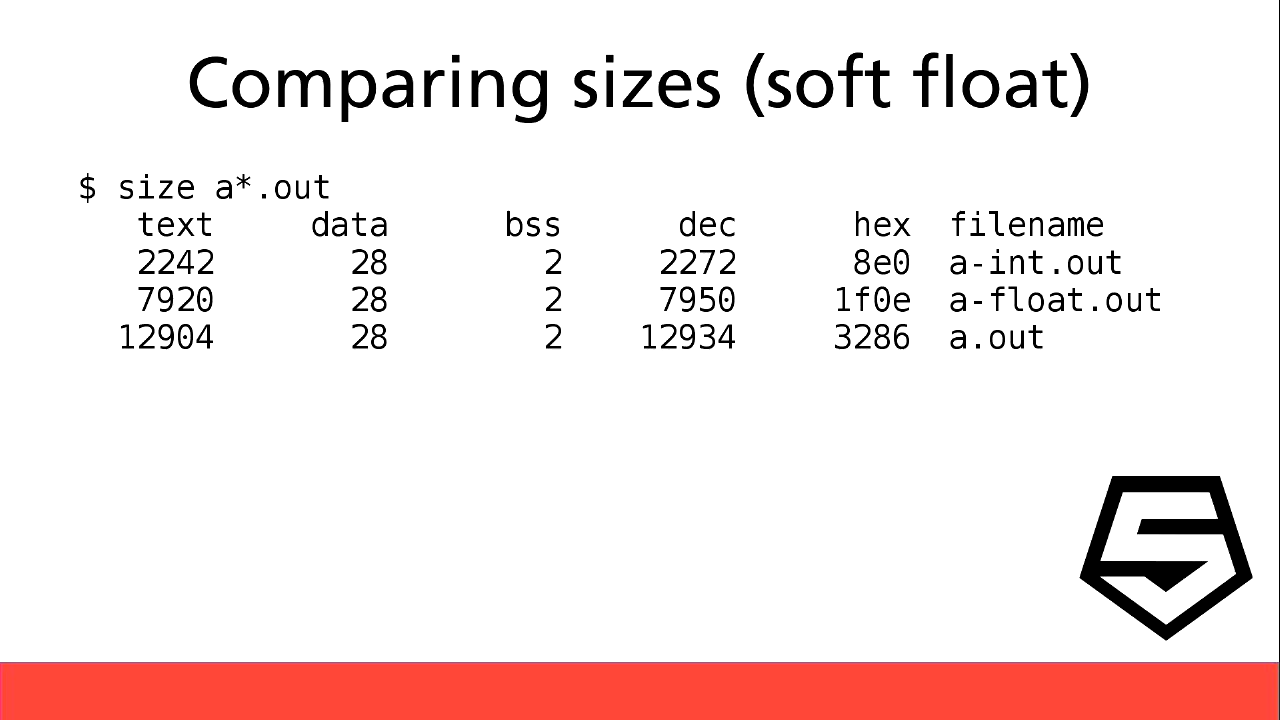 Comparing sizes (soft float)
$ size a*.out
text data bss dec hex filename
2242 28 2 2272 8e0 a-int.out
7920 28 2 7950 1f0e a-float.out
12904 28 2 12934 3286 a.out